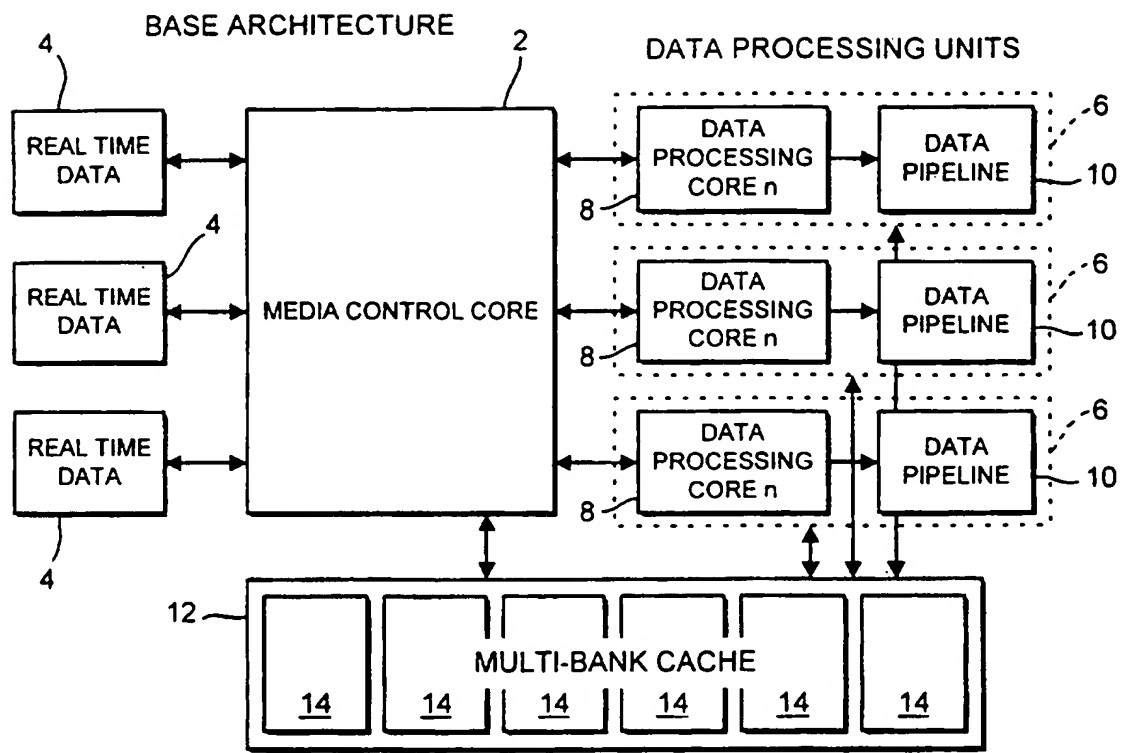 BASE ARCHITECTURE
DATA PROCESSING UNITS
4
2
REAL TIME
DATA
DATA
PROCESSING
CORE n
DATA
PIPELINE
6
8
10
4
REAL TIME
DATA
MEDIA CONTROL CORE
DATA
PROCESSING
CORE n
DATA
PIPELINE
6
8
10
REAL TIME
DATA
4
DATA
PROCESSING
CORE n
DATA
PIPELINE
6
8
10
12
MULTI-BANK CACHE
14
14
14
14
14
14